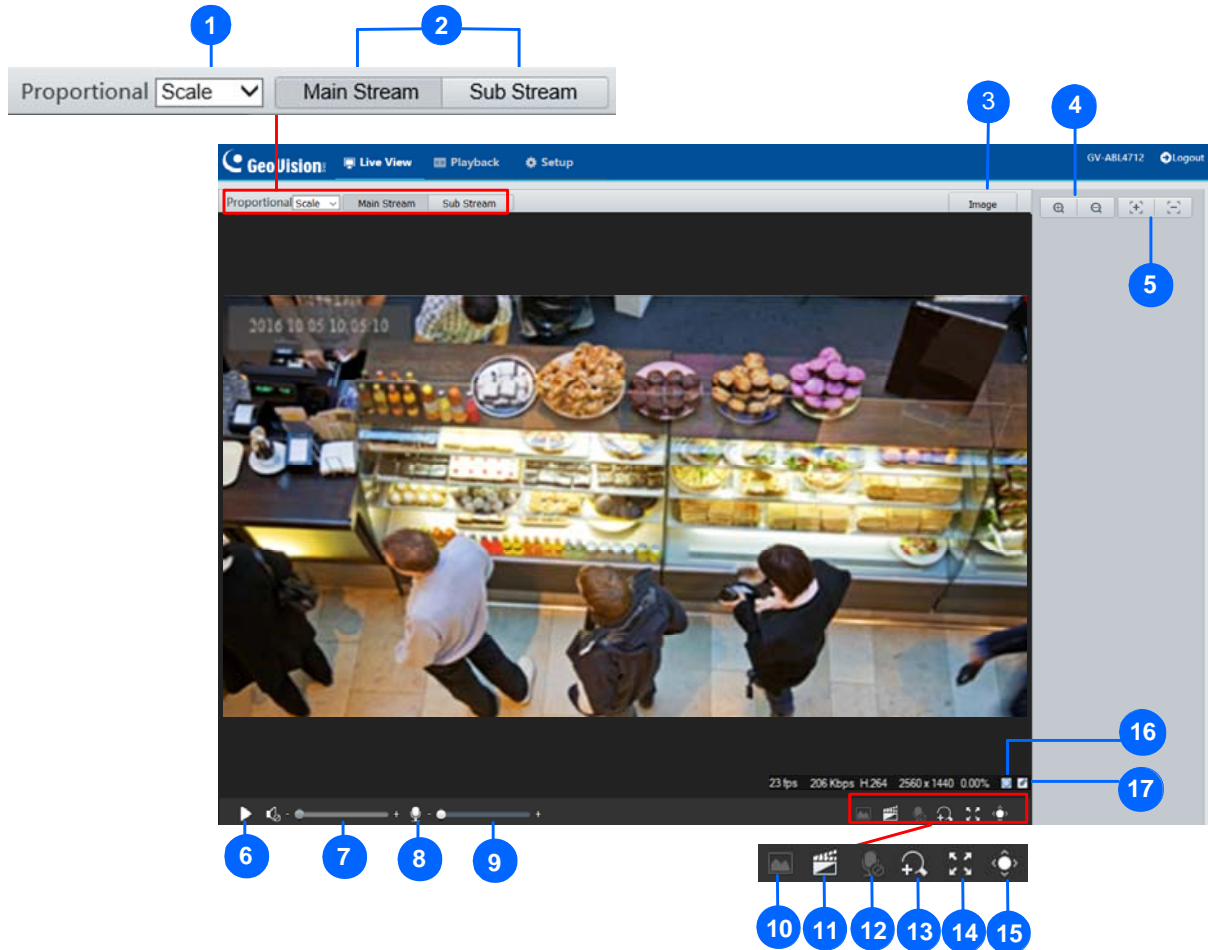 1
2
Proportional Scale Main Stream Sub Stream
3
4
GeoVision Live View Playback Setup GV-ABL4712 Logout
Proportional Scale Main Stream Sub Stream Image
5
2016 10 05 10:05:10
16
23 fps 206 Kbps H.264 2560 x 1440 0.00%
17
- + - +
6 7 8 9
10 11 12 13 14 15